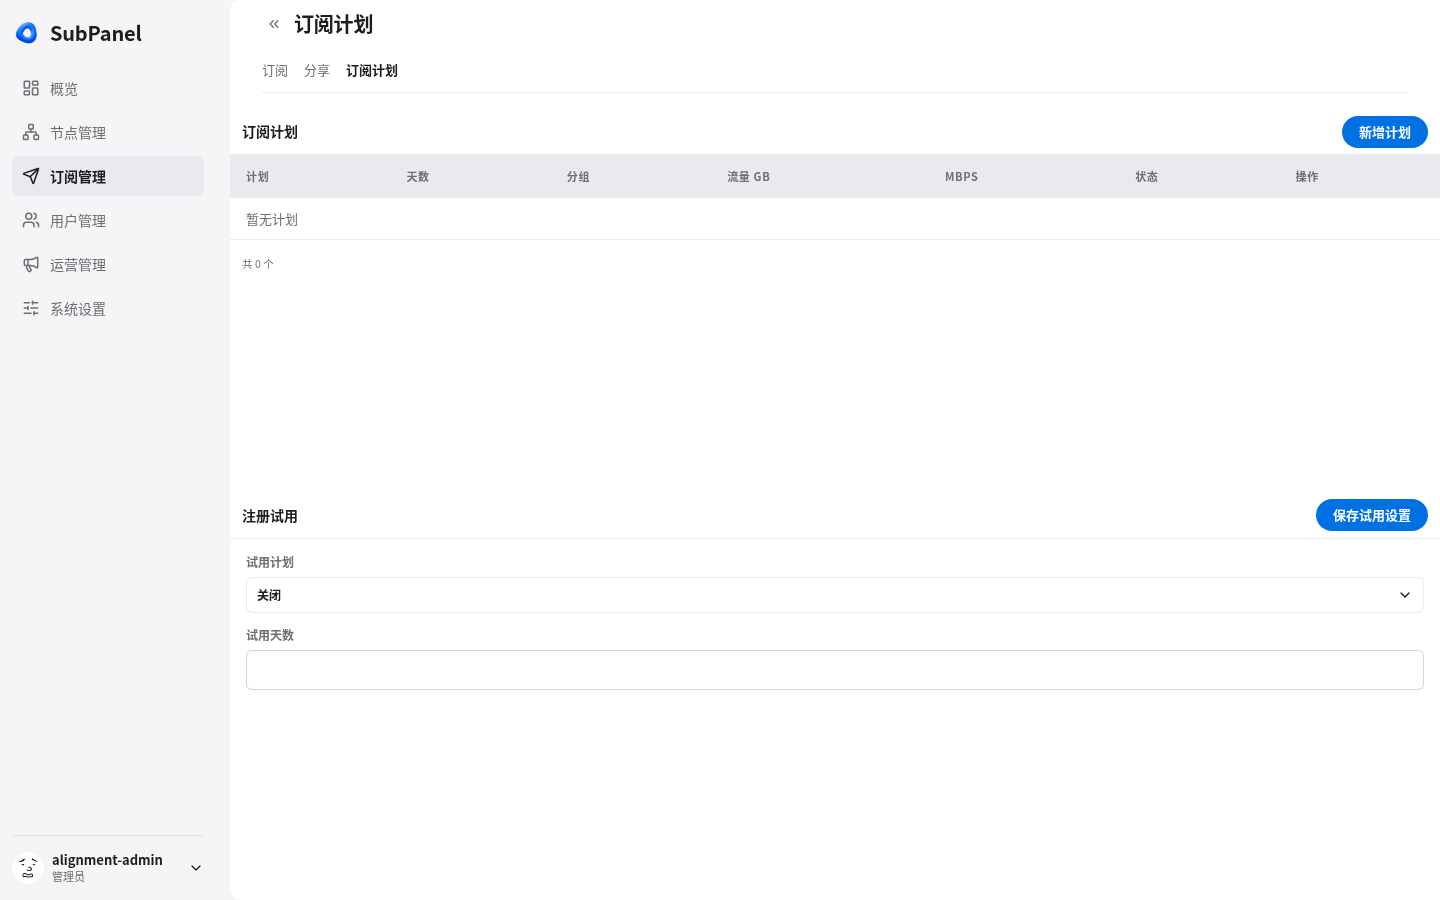 SubPanel
概览
节点管理
订阅管理
用户管理
运营管理
系统设置
alignment-admin
管理员
订阅计划
订阅 分享 订阅计划
订阅计划 新增计划
计划 天数 分组 流量 GB MBPS 状态 操作
暂无计划
共 0 个
注册试用 保存试用设置
试用计划
关闭
试用天数